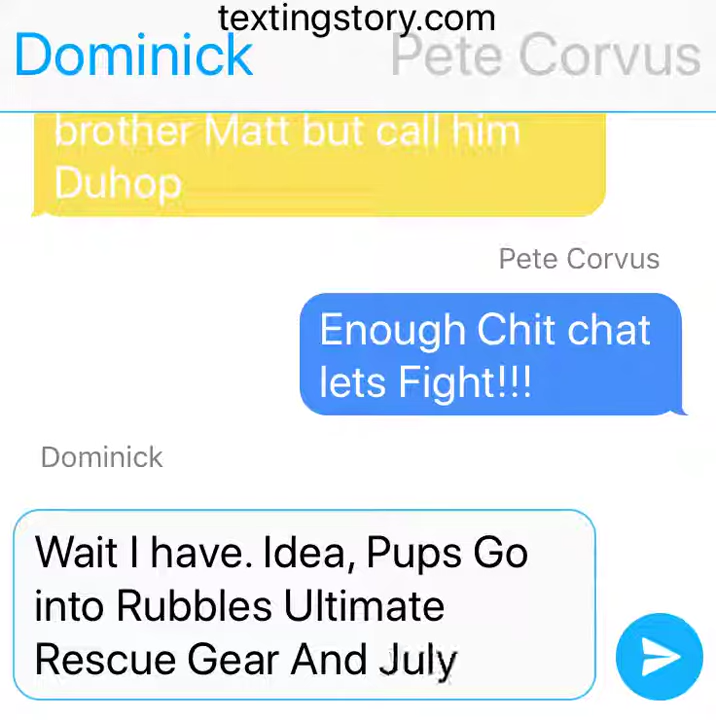 textingstory.com
Dominick Pete Corvus
brother Matt but call him
Duhop
Pete Corvus
Enough Chit chat
lets Fight!!!
Dominick
Wait I have. Idea, Pups Go
into Rubbles Ultimate
Rescue Gear And July